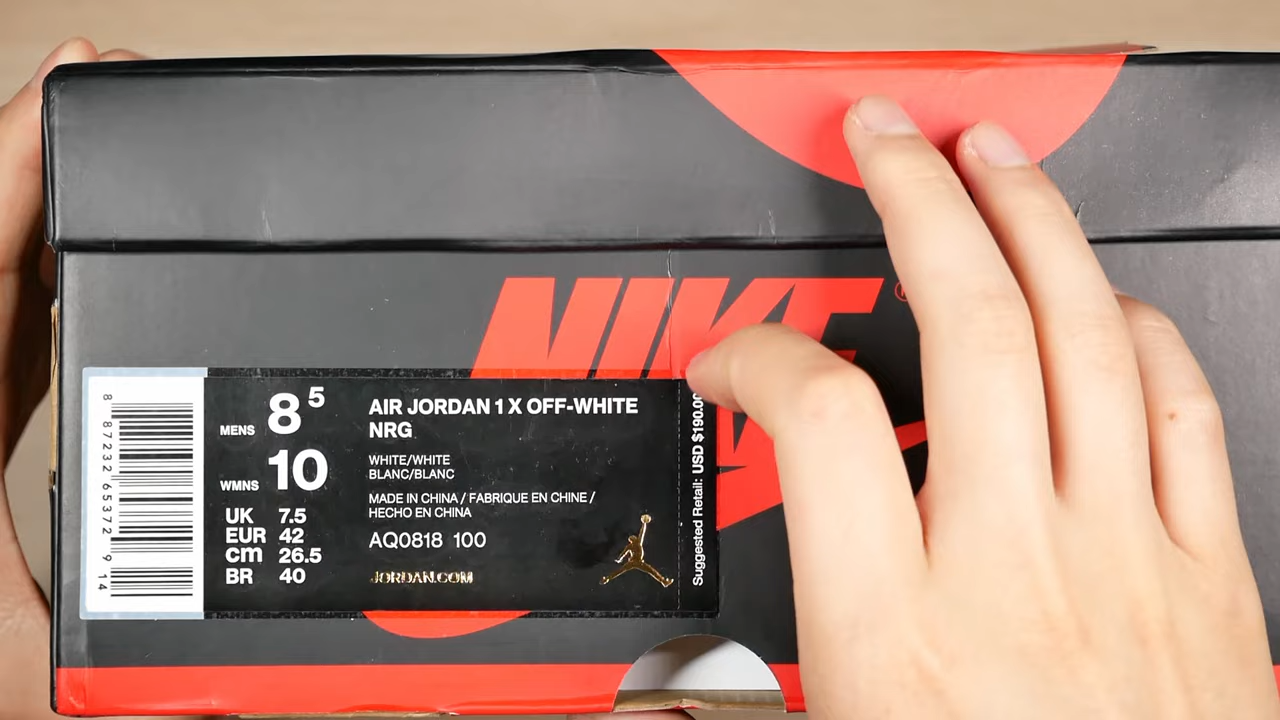 NIKE
8 87232 65372 9 14
MENS 8 5
WMNS 10
UK 7.5
EUR 42
cm 26.5
BR 40
AIR JORDAN 1 X OFF-WHITE
NRG
WHITE/WHITE
BLANC/BLANC
MADE IN CHINA / FABRIQUE EN CHINE /
HECHO EN CHINA
AQ0818 100
JORDAN.COM
Suggested Retail: USD $190.00